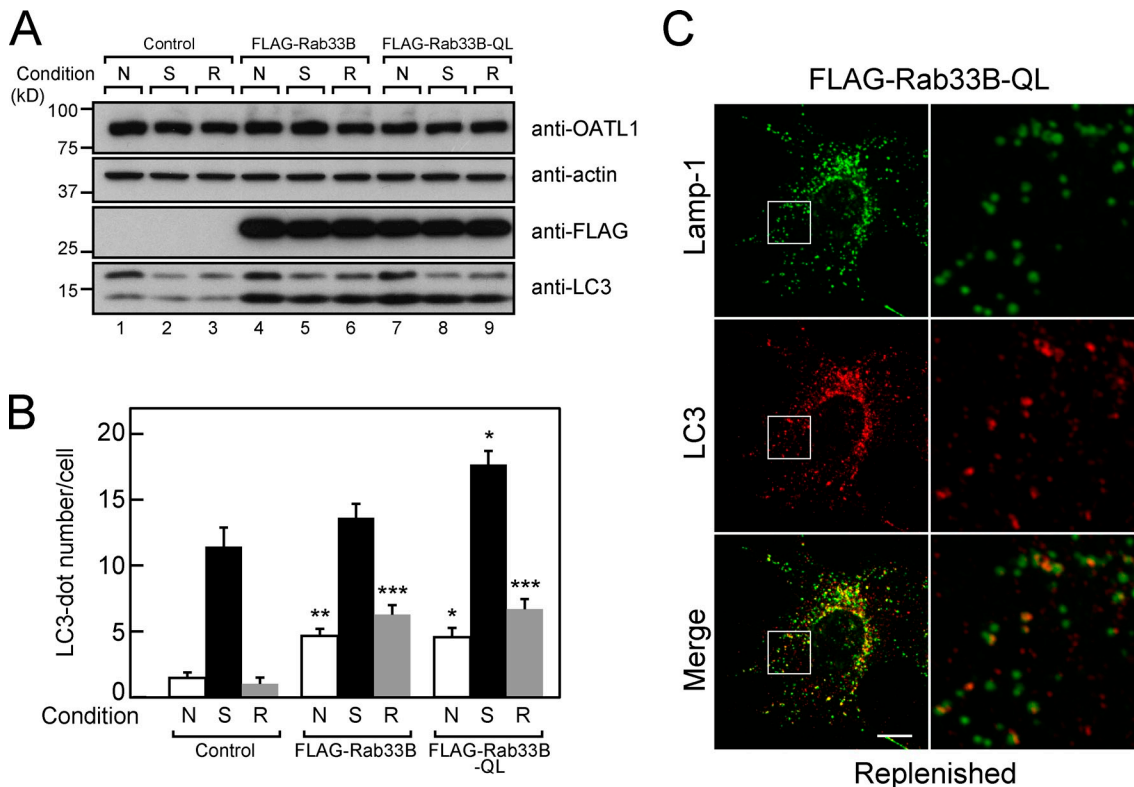 A
Control FLAG-Rab33B FLAG-Rab33B-QL
Condition N S R N S R N S R
(kD)
100
75
anti-OATL1
37
anti-actin
25
anti-FLAG
15
anti-LC3
1 2 3 4 5 6 7 8 9
B
LC3-dot number/cell
20
15
10
5
0
** *** * * ***
Condition N S R N S R N S R
Control FLAG-Rab33B FLAG-Rab33B
-QL
C
FLAG-Rab33B-QL
Lamp-1
LC3
Merge
Replenished